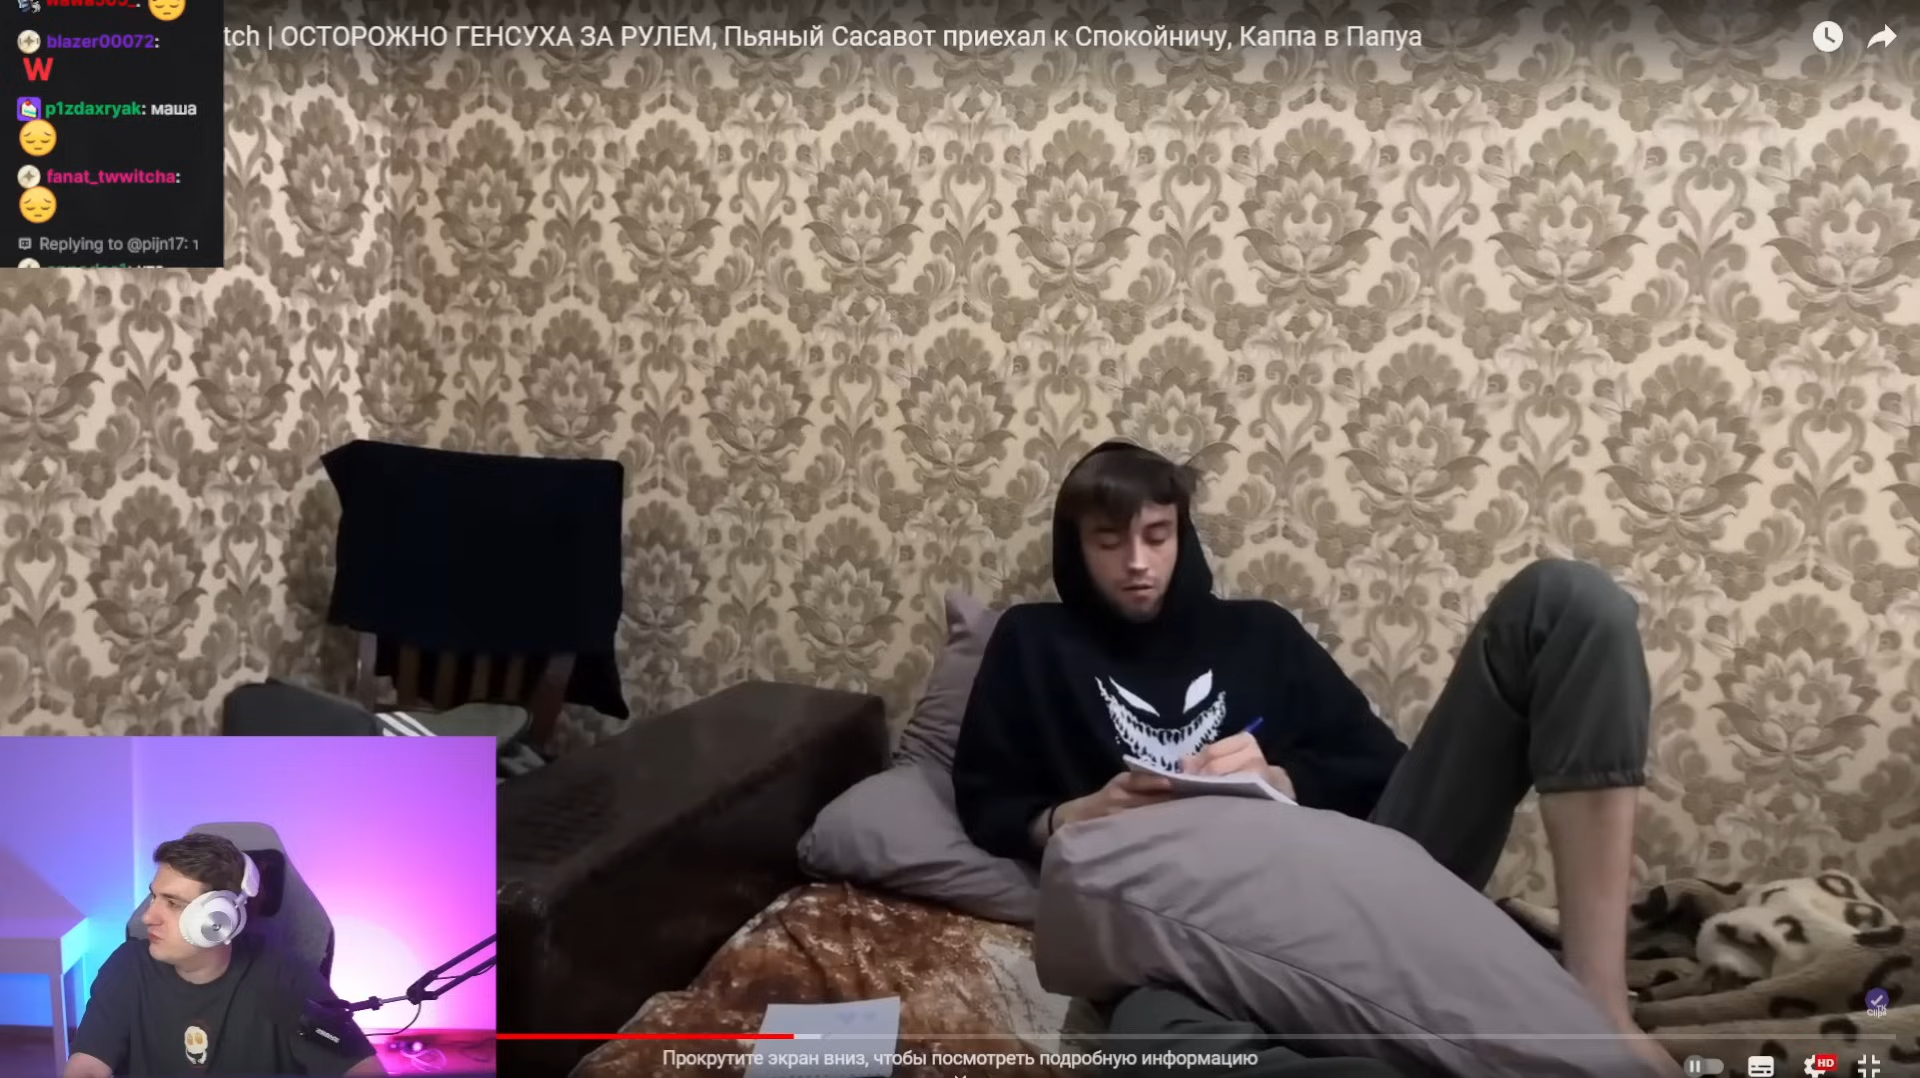 blazer00072:
W
tch | ОСТОРОЖНО ГЕНСУХА ЗА РУЛЕМ, Пьяный Сасавот приехал к Спокойничу, Каппа в Папуа
p1zdaxryak: маша
fanat_twwitcha:
Replying to @pijn17:
Прокрутите экран вниз, чтобы посмотреть подробную информацию
HD